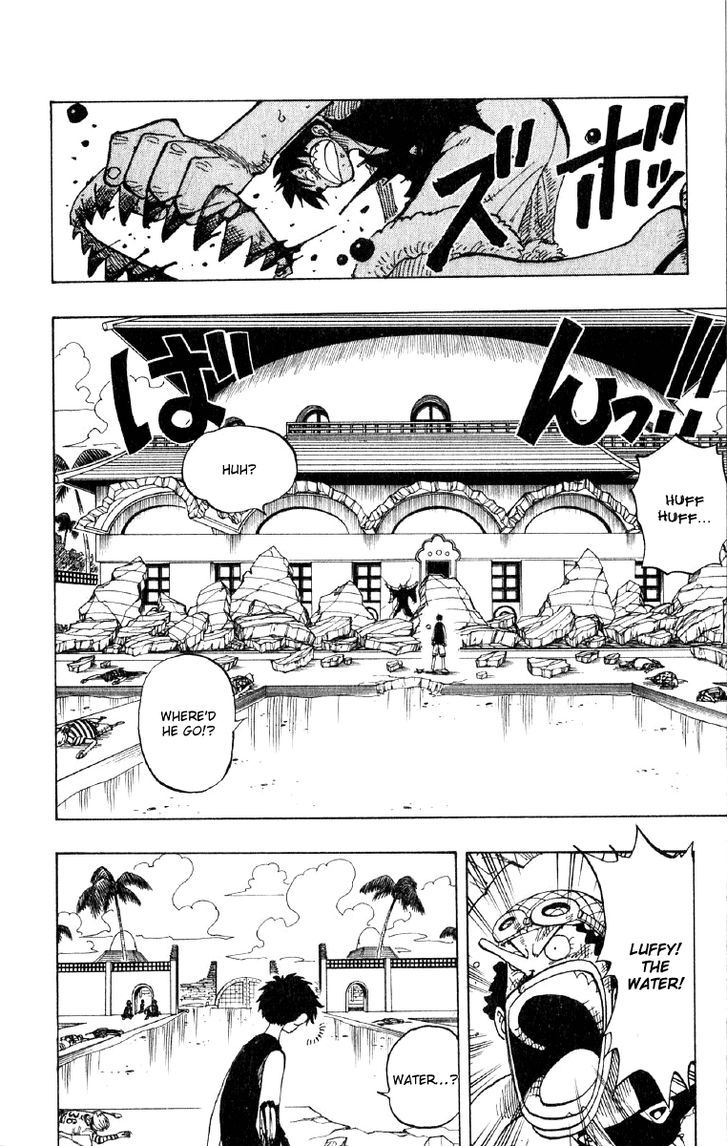 ズボッ
ばんっ!!
HUH?
HUFF
HUFF...
WHERE'D
HE GO!?
LUFFY!
THE
WATER!
WATER...?